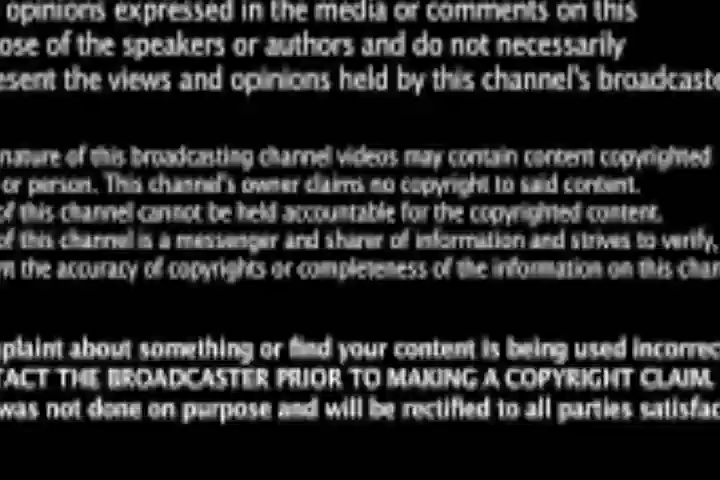 opinions expressed in the media or comments on this
ose of the speakers or authors and do not necessarily
esent the views and opinions held by this channel's broadcaste
nature of this broadcasting channel videos may contain content copyrighted
or person. This channel's owner claims no copyright to said content.
of this channel cannot be held accountable for the copyrighted content.
of this channel is a messenger and sharer of information and strives to verify,
nt the accuracy of copyrights or completeness of the information on this chan
plaint about something or find your content is being used incorrec
TACT THE BROADCASTER PRIOR TO MAKING A COPYRIGHT CLAIM.
was not done on purpose and will be rectified to all parties satisfac